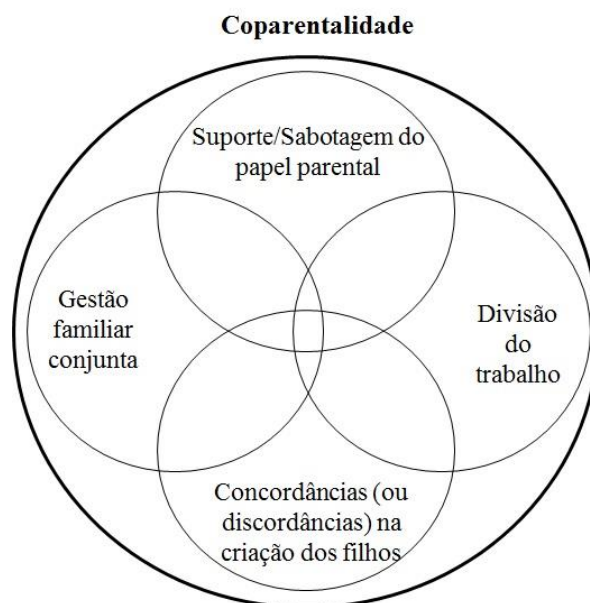 Coparentalidade
Suporte/Sabotagem do
papel parental
Gestão
familiar
conjunta
Divisão
do
trabalho
Concordâncias (ou
discordâncias) na
criação dos filhos